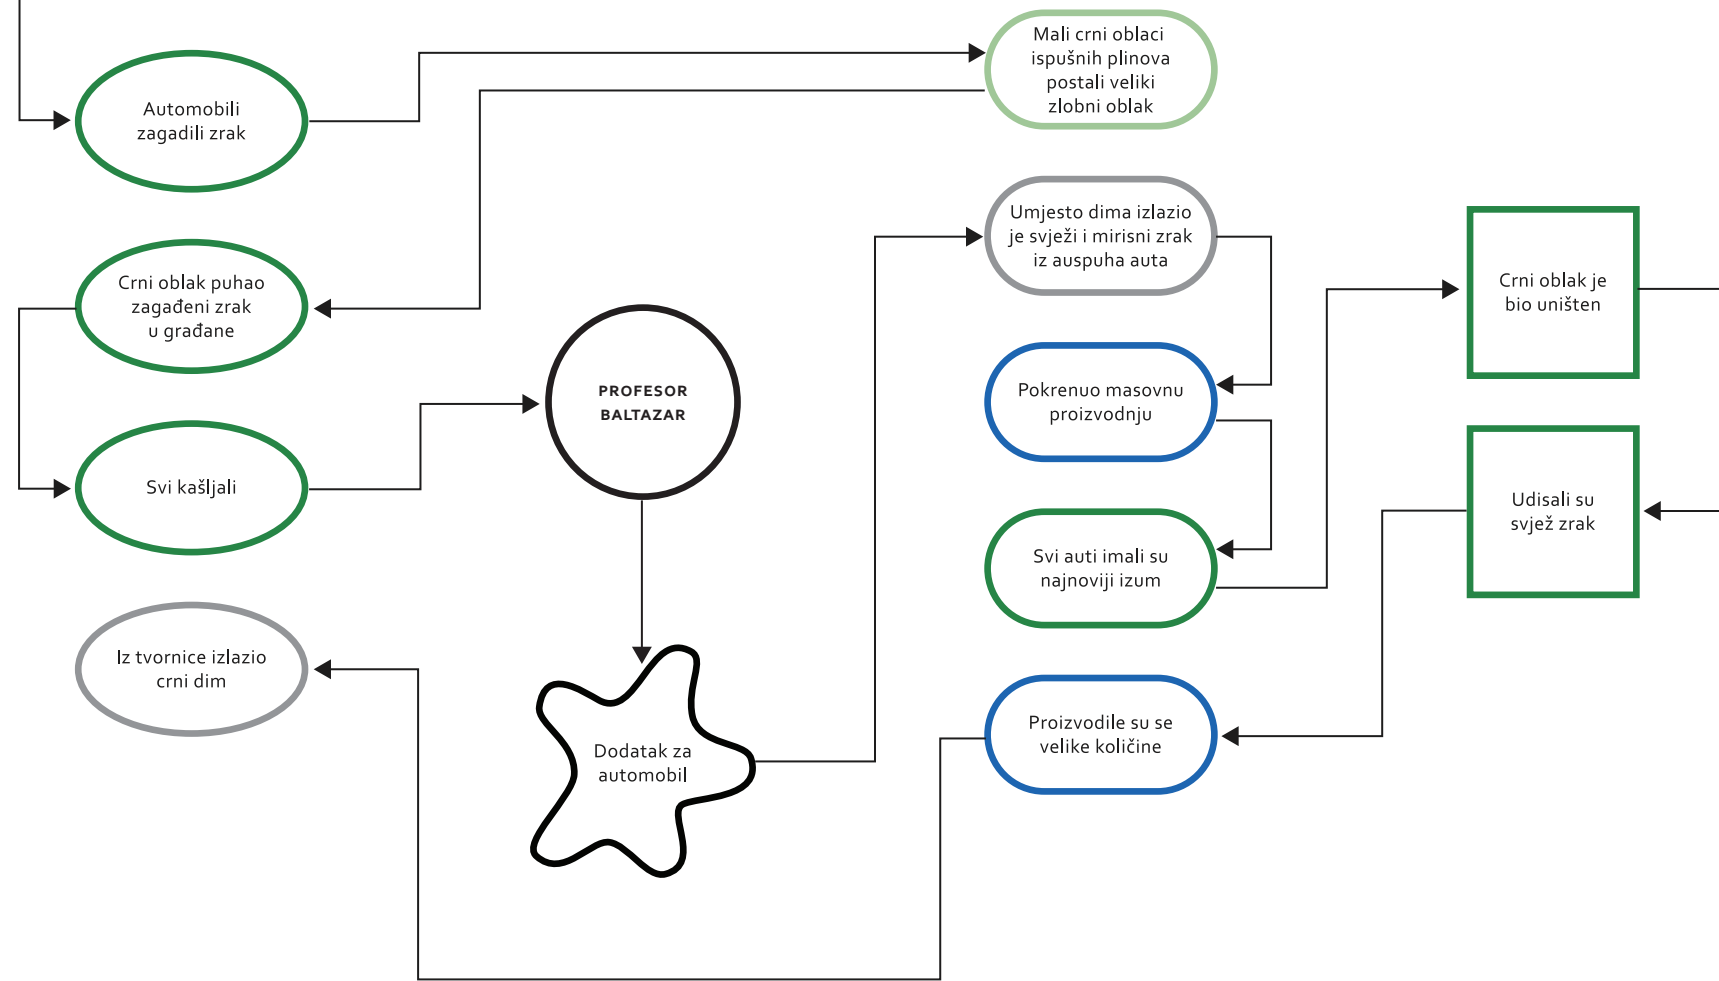 Automobili
zagadili zrak
Mali crni oblaci
ispušnih plinova
postali veliki
zlobni oblak
Crni oblak puhao
zagađeni zrak
u građane
Svi kašljali
PROFESOR
BALTAZAR
Dodatak za
automobil
Umjesto dima izlazio
je svježi i mirisni zrak
iz auspuha auta
Pokrenuo masovnu
proizvodnju
Svi auti imali su
najnoviji izum
Crni oblak je
bio uništen
Udisali su
svjež zrak
Proizvodile su se
velike količine
Iz tvornice izlazio
crni dim